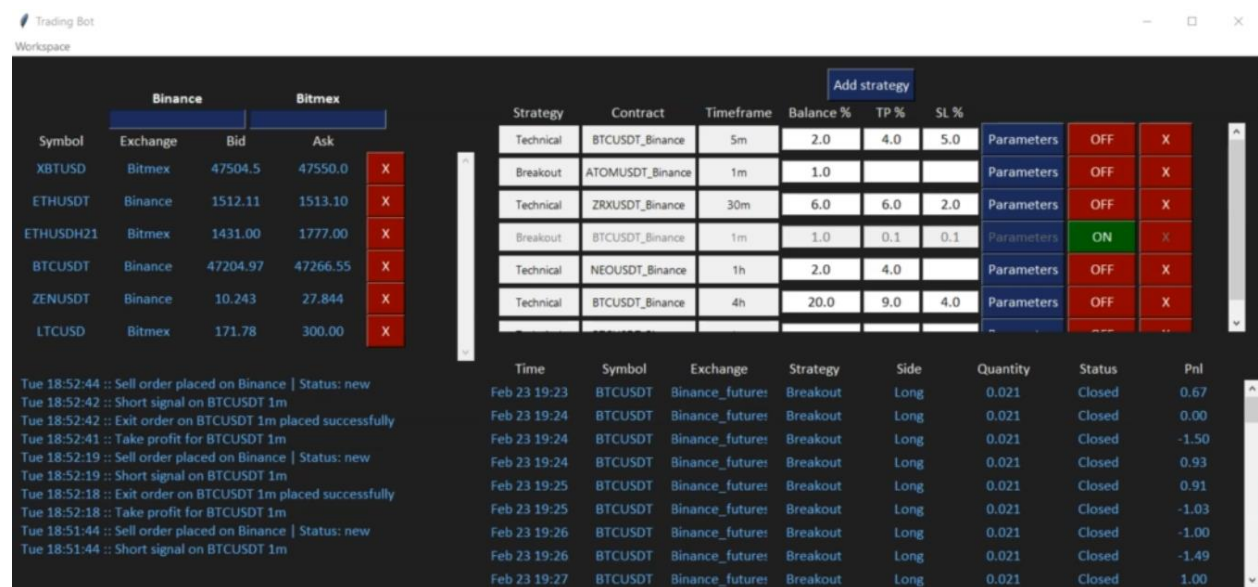 Trading Bot
Workspace
Binance Bitmex
Symbol Exchange Bid Ask
XBTUSD Bitmex 47504.5 47550.0 X
ETHUSDT Binance 1512.11 1513.10 X
ETHUSDH21 Bitmex 1431.00 1777.00 X
BTCUSDT Binance 47204.97 47266.55 X
ZENUSDT Binance 10.243 27.844 X
LTCUSD Bitmex 171.78 300.00 X
Add strategy
Strategy Contract Timeframe Balance % TP % SL %
Technical BTCUSDT_Binance 5m 2.0 4.0 5.0 Parameters OFF X
Breakout ATOMUSDT_Binance 1m 1.0 Parameters OFF X
Technical ZRXUSDT_Binance 30m 6.0 6.0 2.0 Parameters OFF X
Breakout BTCUSDT_Binance 1m 1.0 0.1 0.1 Parameters ON X
Technical NEOUSDT_Binance 1h 2.0 4.0 Parameters OFF X
Technical BTCUSDT_Binance 4h 20.0 9.0 4.0 Parameters OFF X
Tue 18:52:44 :: Sell order placed on Binance | Status: new
Tue 18:52:42 :: Short signal on BTCUSDT 1m
Tue 18:52:42 :: Exit order on BTCUSDT 1m placed successfully
Tue 18:52:41 :: Take profit for BTCUSDT 1m
Tue 18:52:19 :: Sell order placed on Binance | Status: new
Tue 18:52:19 :: Short signal on BTCUSDT 1m
Tue 18:52:18 :: Exit order on BTCUSDT 1m placed successfully
Tue 18:52:18 :: Take profit for BTCUSDT 1m
Tue 18:51:44 :: Sell order placed on Binance | Status: new
Tue 18:51:44 :: Short signal on BTCUSDT 1m
Time Symbol Exchange Strategy Side Quantity Status Pnl
Feb 23 19:23 BTCUSDT Binance_futures Breakout Long 0.021 Closed 0.67
Feb 23 19:24 BTCUSDT Binance_futures Breakout Long 0.021 Closed 0.00
Feb 23 19:24 BTCUSDT Binance_futures Breakout Long 0.021 Closed -1.50
Feb 23 19:24 BTCUSDT Binance_futures Breakout Long 0.021 Closed 0.93
Feb 23 19:25 BTCUSDT Binance_futures Breakout Long 0.021 Closed 0.91
Feb 23 19:25 BTCUSDT Binance_futures Breakout Long 0.021 Closed -1.03
Feb 23 19:26 BTCUSDT Binance_futures Breakout Long 0.021 Closed -1.00
Feb 23 19:26 BTCUSDT Binance_futures Breakout Long 0.021 Closed -1.49
Feb 23 19:27 BTCUSDT Binance_futures Breakout Long 0.021 Closed 1.00